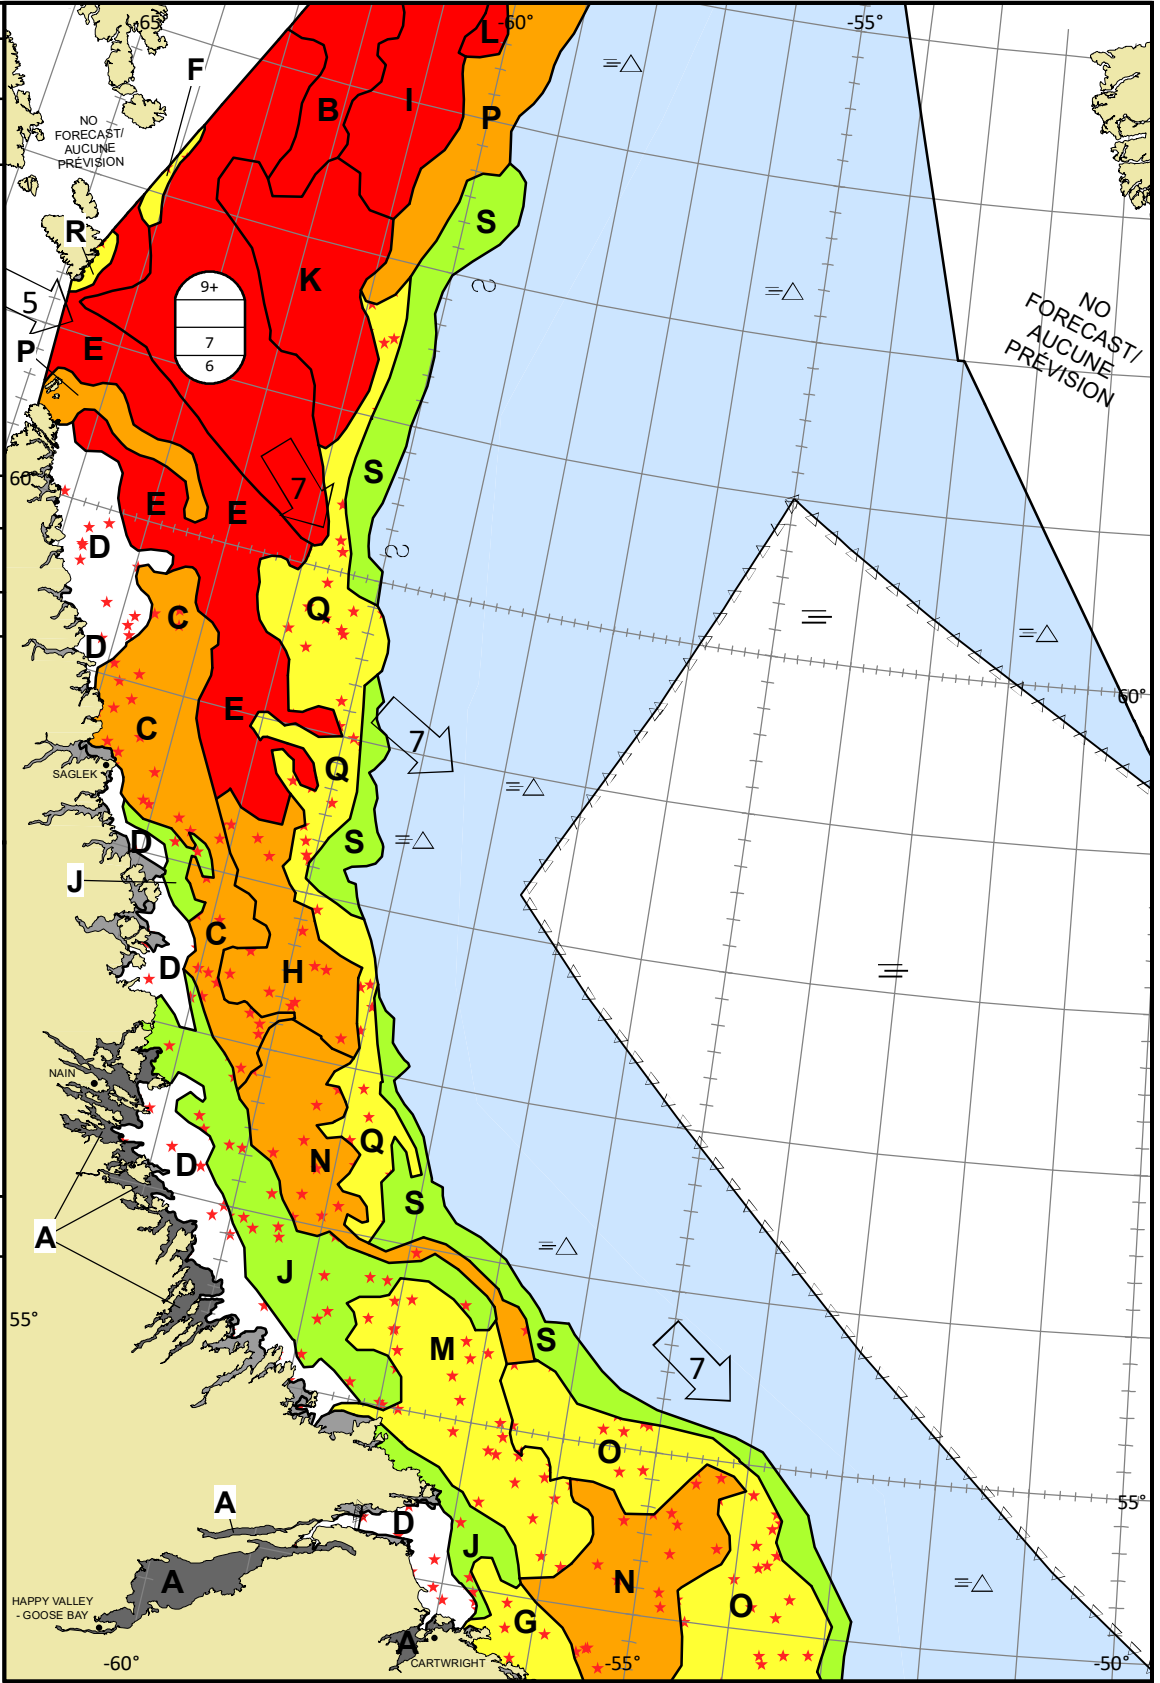 -65°
-60°
-55°
L
F
B
I
P
NO
FORECAST/
AUCUNE
PRÉVISION
S
R
K
9+
7
6
5
E
P
NO
FORECAST/
AUCUNE
PRÉVISION
S
60°
7
E
E
D
C
Q
D
60°
E
C
7
Q
SAGLEK
D
S
J
C
D
H
NAIN
Q
N
D
S
A
J
55°
S
M
7
O
A
55°
D
J
A
N
HAPPY VALLEY
- GOOSE BAY
G
O
A
CARTWRIGHT
-60°
-55°
-50°